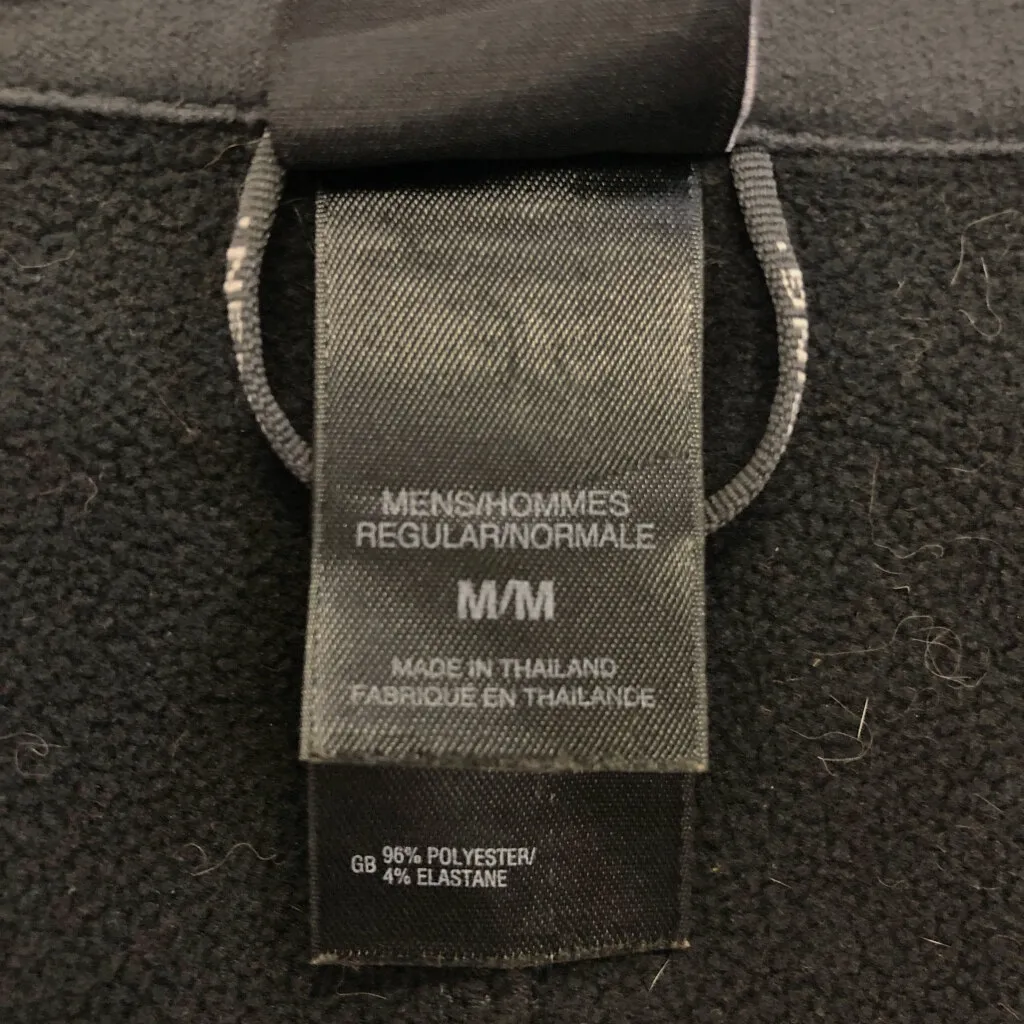 MENS/HOMMES
REGULAR/NORMALE
M/M
MADE IN THAILAND
FABRIQUE EN THAILANDE
GB 96% POLYESTER/
4% ELASTANE